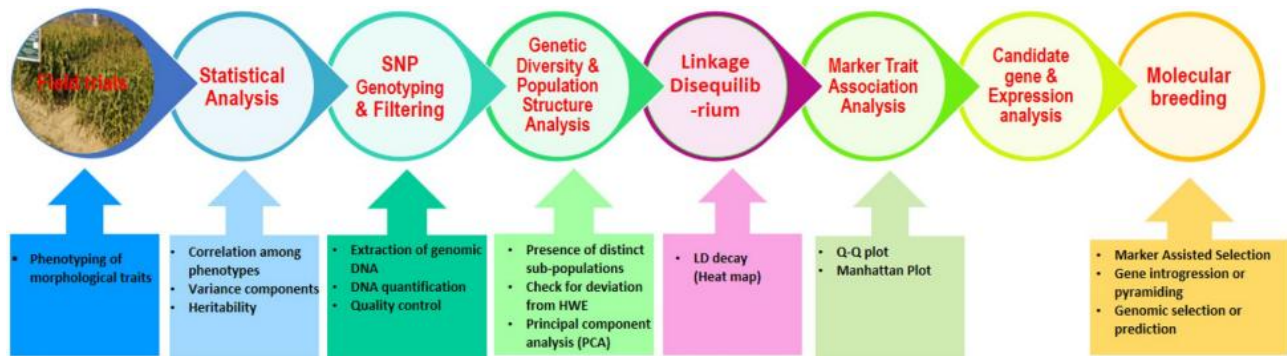 Field trials
Statistical
Analysis
SNP
Genotyping
& Filtering
Genetic
Diversity &
Population
Structure
Analysis
Linkage
Disequilib
-rium
Marker Trait
Association
Analysis
Candidate
gene &
Expression
analysis
Molecular
breeding
▪ Phenotyping of
morphological traits
• Correlation among
phenotypes
• Variance components
• Heritability
• Extraction of genomic
DNA
• DNA quantification
• Quality control
• Presence of distinct
sub-populations
• Check for deviation
from HWE
• Principal component
analysis (PCA)
• LD decay
(Heat map)
• Q-Q plot
• Manhattan Plot
• Marker Assisted Selection
• Gene introgression or
pyramiding
• Genomic selection or
prediction